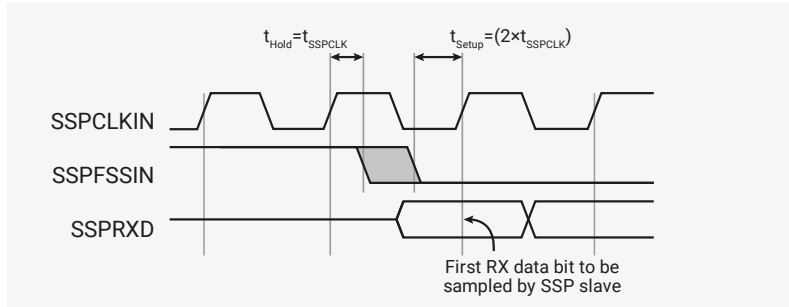 tHold=tSSPCLK
tSetup=(2×tSSPCLK)
SSPCLKIN
SSPFSSIN
SSPRXD
First RX data bit to be
sampled by SSP slave